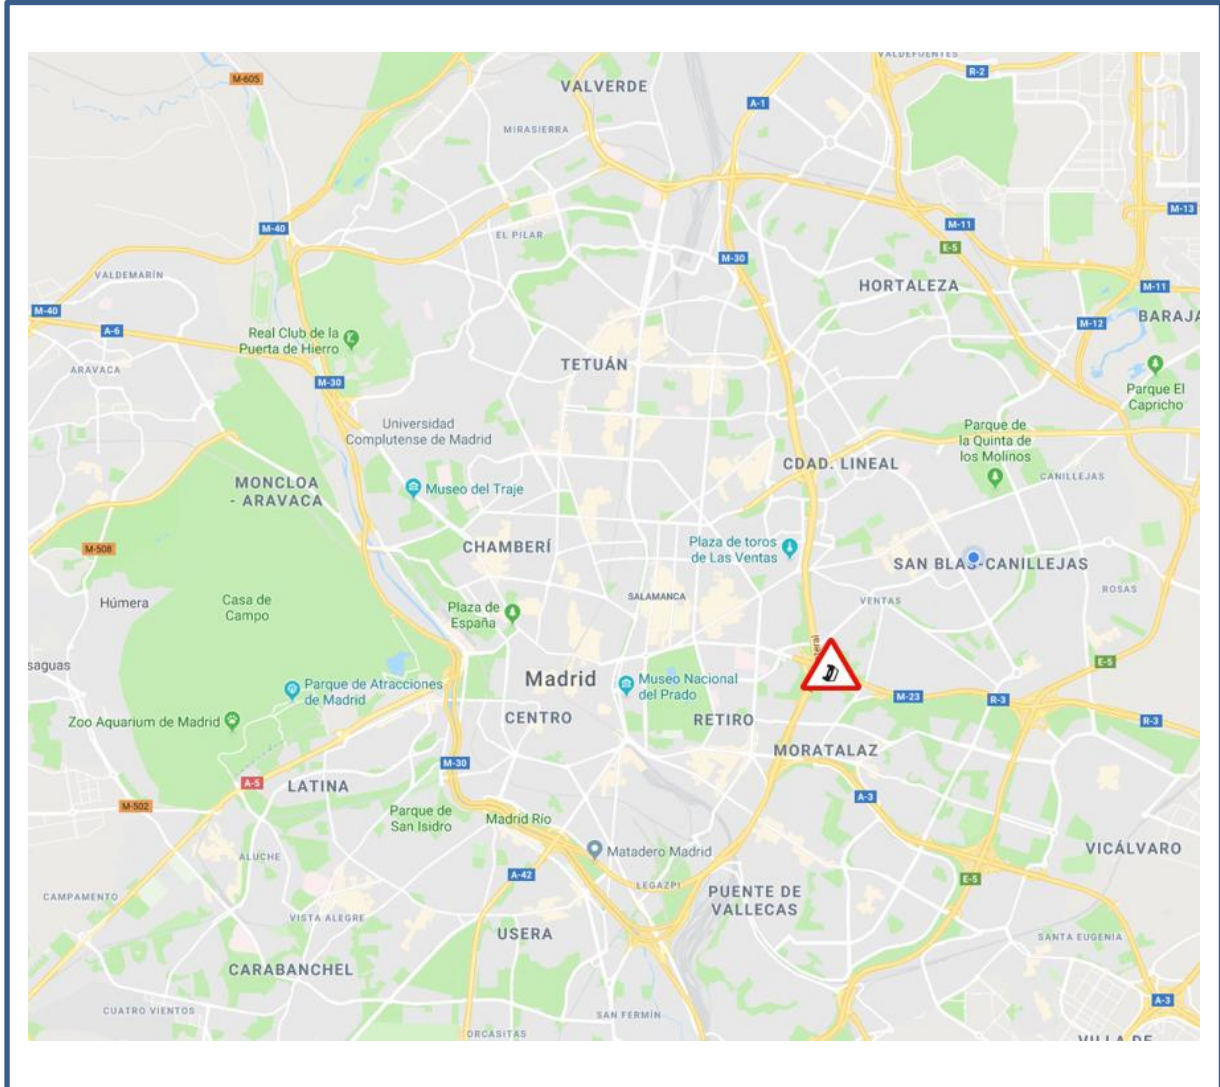 VALDEFUENTES
M-605
R-2
VALVERDE
A-1
MIRASIERRA
M-13
M-40
M-11
EL PILAR
E-5
M-30
VALDEMARÍN
HORTALEZA
M-11
M-40
BARAJA
A-6
M-12
Real Club de la
Puerta de Hierro
TETUÁN
ARAVACA
M-30
Parque El
Capricho
Universidad
Complutense de Madrid
Parque de
la Quinta de
los Molinos
CDAD. LINEAL
CANILLEJAS
MONCLOA
- ARAVACA
Museo del Traje
M-508
CHAMBERÍ
Plaza de toros
de Las Ventas
SAN BLAS-CANILLEJAS
Húmera
Casa de
Campo
Plaza de
España
SALAMANCA
VENTAS
ROSAS
saguas
E-5
Parque de Atracciones
de Madrid
Madrid
Museo Nacional
del Prado
M-23
R-3
R-3
Zoo Aquarium de Madrid
CENTRO
RETIRO
MORATALAZ
M-30
A-5
LATINA
A-3
M-502
Parque de
San Isidro
Madrid Río
Matadero Madrid
VICÁLVARO
ALUCHE
A-42
LEGAZPI
E-5
PUENTE DE
VALLECAS
CAMPAMENTO
VISTA ALEGRE
USERA
SANTA EUGENIA
CARABANCHEL
A-3
CUATRO VIENTOS
SAN FERMÍN
ORCASITAS
VILLA DE